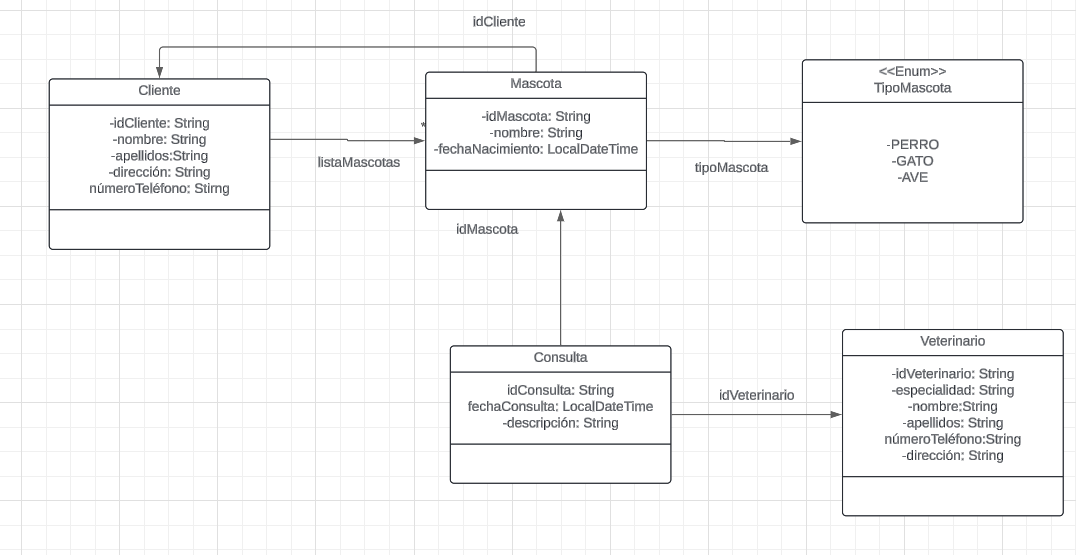 idCliente
Cliente
-idCliente: String
-nombre: String
-apellidos:String
-dirección: String
númeroTeléfono: Stirng
listaMascotas
*
Mascota
-idMascota: String
-nombre: String
-fechaNacimiento: LocalDateTime
tipoMascota
<<Enum>>
TipoMascota
-PERRO
-GATO
-AVE
idMascota
Consulta
idConsulta: String
fechaConsulta: LocalDateTime
-descripción: String
idVeterinario
Veterinario
-idVeterinario: String
-especialidad: String
-nombre:String
-apellidos: String
númeroTeléfono:String
-dirección: String